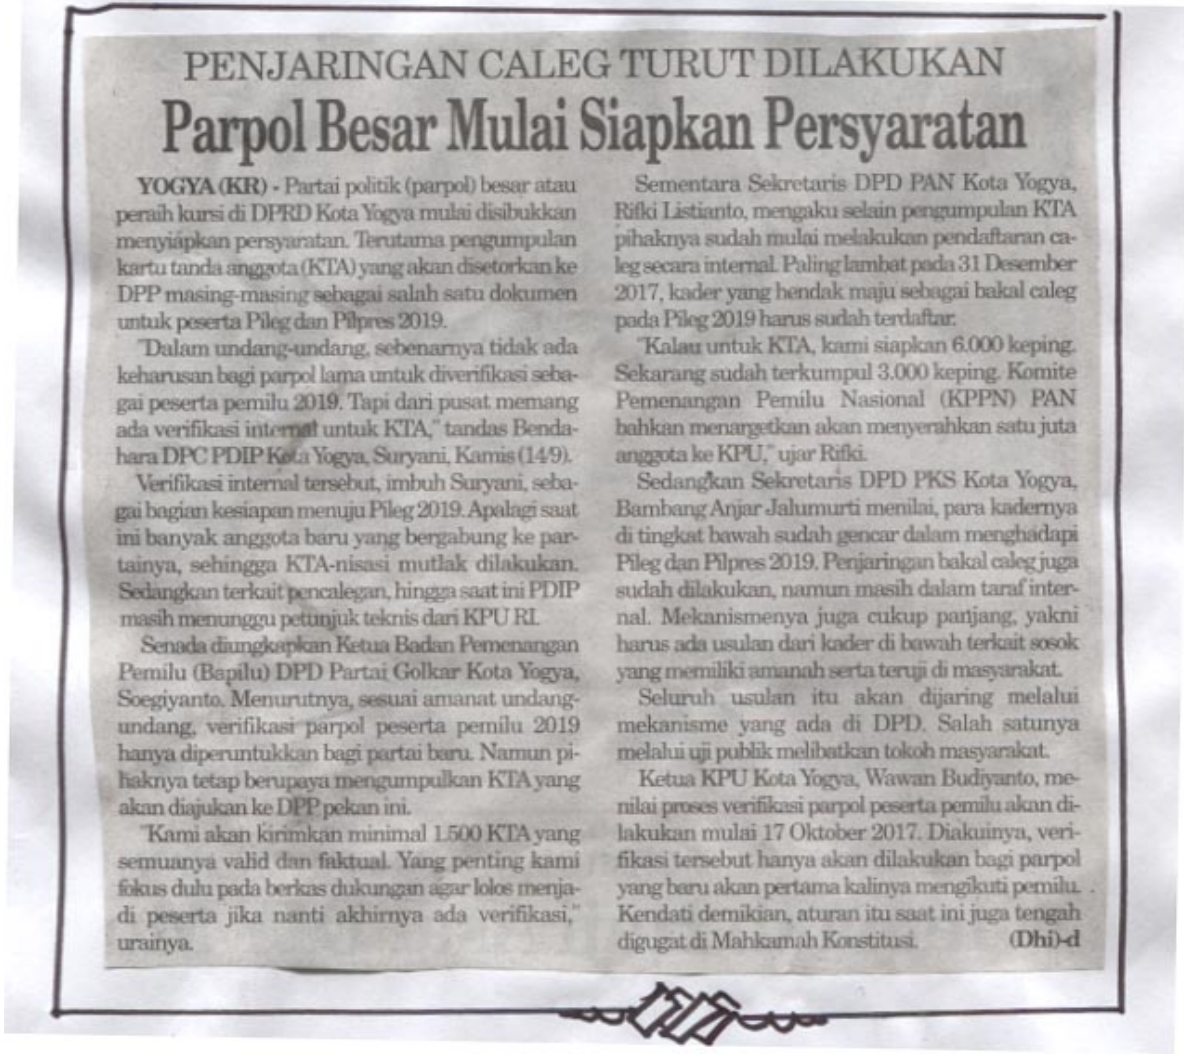 PENJARINGAN CALEG TURUT DILAKUKAN
Parpol Besar Mulai Siapkan Persyaratan
YOGYA (KR) - Partai politik (parpol) besar atau
peraih kursi di DPRD Kota Yogya mulai disibukkan
menyiapkan persyaratan. Terutama pengumpulan
kartu tanda anggota (KTA) yang akan disetorkan ke
DPP masing-masing sebagai salah satu dokumen
untuk peserta Pileg dan Pilpres 2019.
"Dalam undang-undang, sebenarnya tidak ada
keharusan bagi parpol lama untuk diverifikasi seba-
gai peserta pemilu 2019. Tapi dari pusat memang
ada verifikasi internal untuk KTA," tandas Benda-
hara DPC PDIP Kota Yogya, Suryani, Kamis (14/9).
Verifikasi internal tersebut, imbuh Suryani, seba-
gai bagian kesiapan menuju Pileg 2019. Apalagi saat
ini banyak anggota baru yang bergabung ke par-
tainya, sehingga KTA-nisasi mutlak dilakukan.
Sedangkan terkait pencalegan, hingga saat ini PDIP
masih menunggu petunjuk teknis dari KPU RI.
Senada diungkapkan Ketua Badan Pemenangan
Pemilu (Bapilu) DPD Partai Golkar Kota Yogya,
Soegiyanto. Menurutnya, sesuai amanat undang-
undang, verifikasi parpol peserta pemilu 2019
hanya diperuntukkan bagi partai baru. Namun pi-
haknya tetap berupaya mengumpulkan KTA yang
akan diajukan ke DPP pekan ini.
"Kami akan kirimkan minimal 1.500 KTA yang
semuanya valid dan faktual. Yang penting kami
fokus dulu pada berkas dukungan agar lolos menja-
di peserta jika nanti akhirnya ada verifikasi,"
urainya.
Sementara Sekretaris DPD PAN Kota Yogya,
Rifki Listianto, mengaku selain pengumpulan KTA
pihaknya sudah mulai melakukan pendaftaran ca-
leg secara internal. Paling lambat pada 31 Desember
2017, kader yang hendak maju sebagai bakal caleg
pada Pileg 2019 harus sudah terdaftar.
"Kalau untuk KTA, kami siapkan 6.000 keping.
Sekarang sudah terkumpul 3.000 keping. Komite
Pemenangan Pemilu Nasional (KPPN) PAN
bahkan menargetkan akan menyerahkan satu juta
anggota ke KPU," ujar Rifki.
Sedangkan Sekretaris DPD PKS Kota Yogya,
Bambang Anjar Jalumurti menilai, para kadernya
di tingkat bawah sudah gencar dalam menghadapi
Pileg dan Pilpres 2019. Penjaringan bakal caleg juga
sudah dilakukan, namun masih dalam taraf inter-
nal. Mekanismenya juga cukup panjang, yakni
harus ada usulan dari kader di bawah terkait sosok
yang memiliki amanah serta teruji di masyarakat.
Seluruh usulan itu akan dijaring melalui
mekanisme yang ada di DPD. Salah satunya
melalui uji publik melibatkan tokoh masyarakat.
Ketua KPU Kota Yogya, Wawan Budiyanto, me-
nilai proses verifikasi parpol peserta pemilu akan di-
lakukan mulai 17 Oktober 2017. Diakuinya, veri-
fikasi tersebut hanya akan dilakukan bagi parpol
yang baru akan pertama kalinya mengikuti pemilu.
Kendati demikian, aturan itu saat ini juga tengah
digugat di Mahkamah Konstitusi. (Dhi)-d